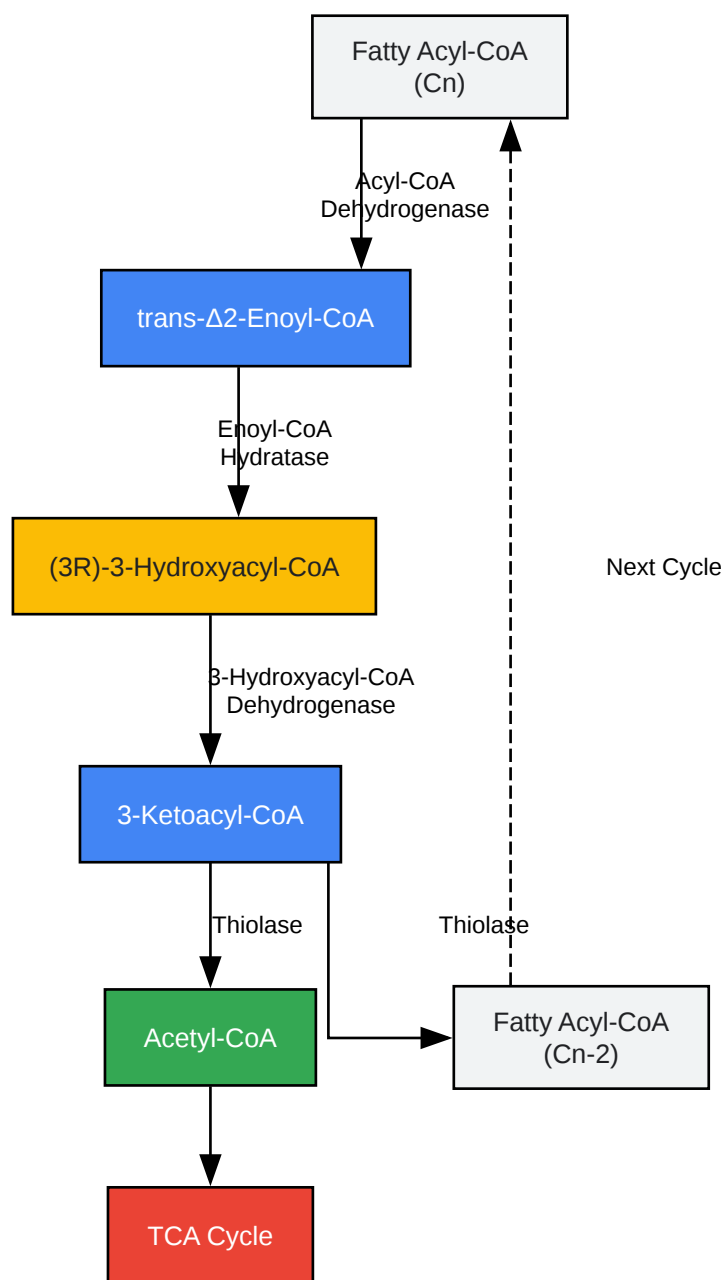 Fatty Acyl-CoA
(Cn)
Acyl-CoA
Dehydrogenase
trans-Δ2-Enoyl-CoA
Enoyl-CoA
Hydratase
(3R)-3-Hydroxyacyl-CoA
Next Cycle
3-Hydroxyacyl-CoA
Dehydrogenase
3-Ketoacyl-CoA
Thiolase
Thiolase
Acetyl-CoA
Fatty Acyl-CoA
(Cn-2)
TCA Cycle